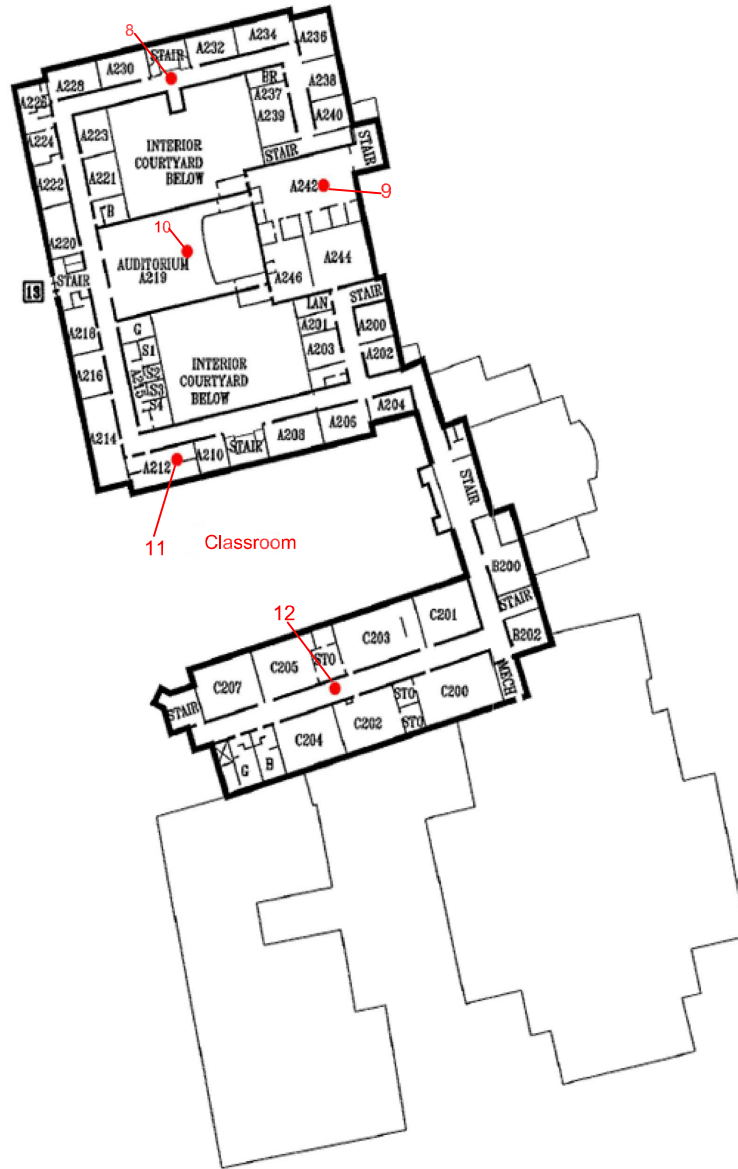 8
A234
A236
A232
STAIR
A230
A228
A226
BR
A237
A238
A239
A240
A223
A224
INTERIOR
COURTYARD
BELOW
STAIR
STAIR
A221
A222
B
A242
9
10
A220
AUDITORIUM
A219
A244
A246
STAIR
13
LAN
STAIR
G
A201
A200
A218
S1
A203
A202
INTERIOR
COURTYARD
BELOW
A216
S2
S3
S4
A204
A214
A206
A208
STAIR
A210
A212
STAIR
11
Classroom
B200
STAIR
B202
12
C201
C203
STO
C205
C207
MECH
C200
STO
STO
STAIR
C202
C204
B
G